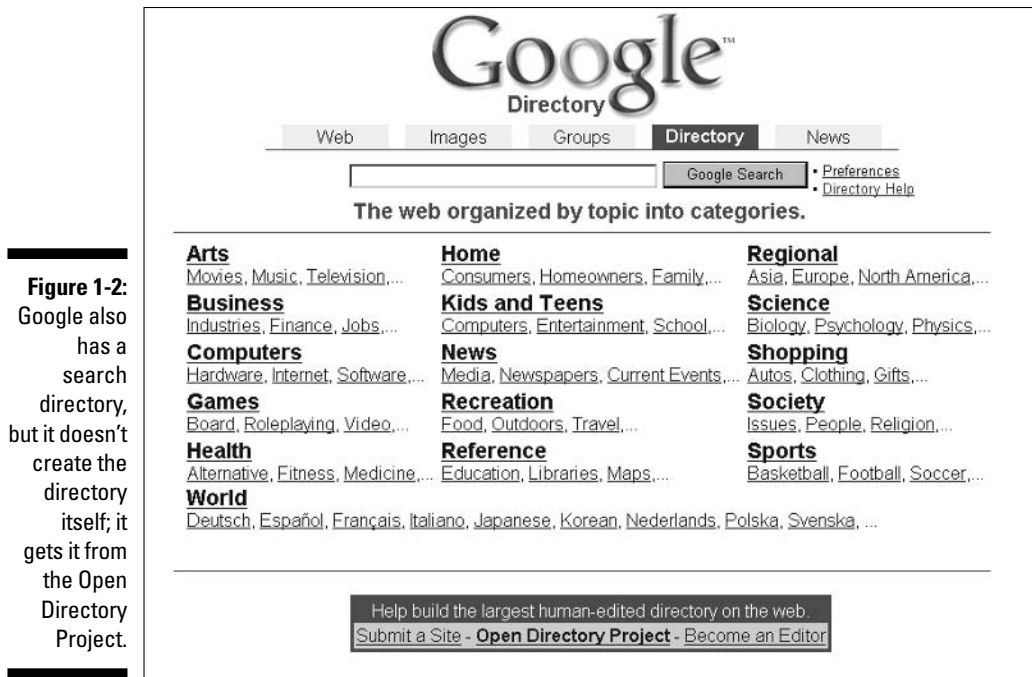 Google™
Directory
Web Images Groups Directory News
Google Search
• Preferences
• Directory Help
The web organized by topic into categories.
Arts
Movies, Music, Television,...
Home
Consumers, Homeowners, Family,...
Regional
Asia, Europe, North America,...
Business
Industries, Finance, Jobs,...
Kids and Teens
Computers, Entertainment, School,...
Science
Biology, Psychology, Physics,...
Computers
Hardware, Internet, Software,...
News
Media, Newspapers, Current Events,...
Shopping
Autos, Clothing, Gifts,...
Games
Board, Roleplaying, Video,...
Recreation
Food, Outdoors, Travel,...
Society
Issues, People, Religion,...
Health
Alternative, Fitness, Medicine,...
Reference
Education, Libraries, Maps,...
Sports
Basketball, Football, Soccer,...
World
Deutsch, Español, Français, Italiano, Japanese, Korean, Nederlands, Polska, Svenska, ...
Help build the largest human-edited directory on the web.
Submit a Site - Open Directory Project - Become an Editor
Figure 1-2:
Google also
has a
search
directory,
but it doesn't
create the
directory
itself; it
gets it from
the Open
Directory
Project.